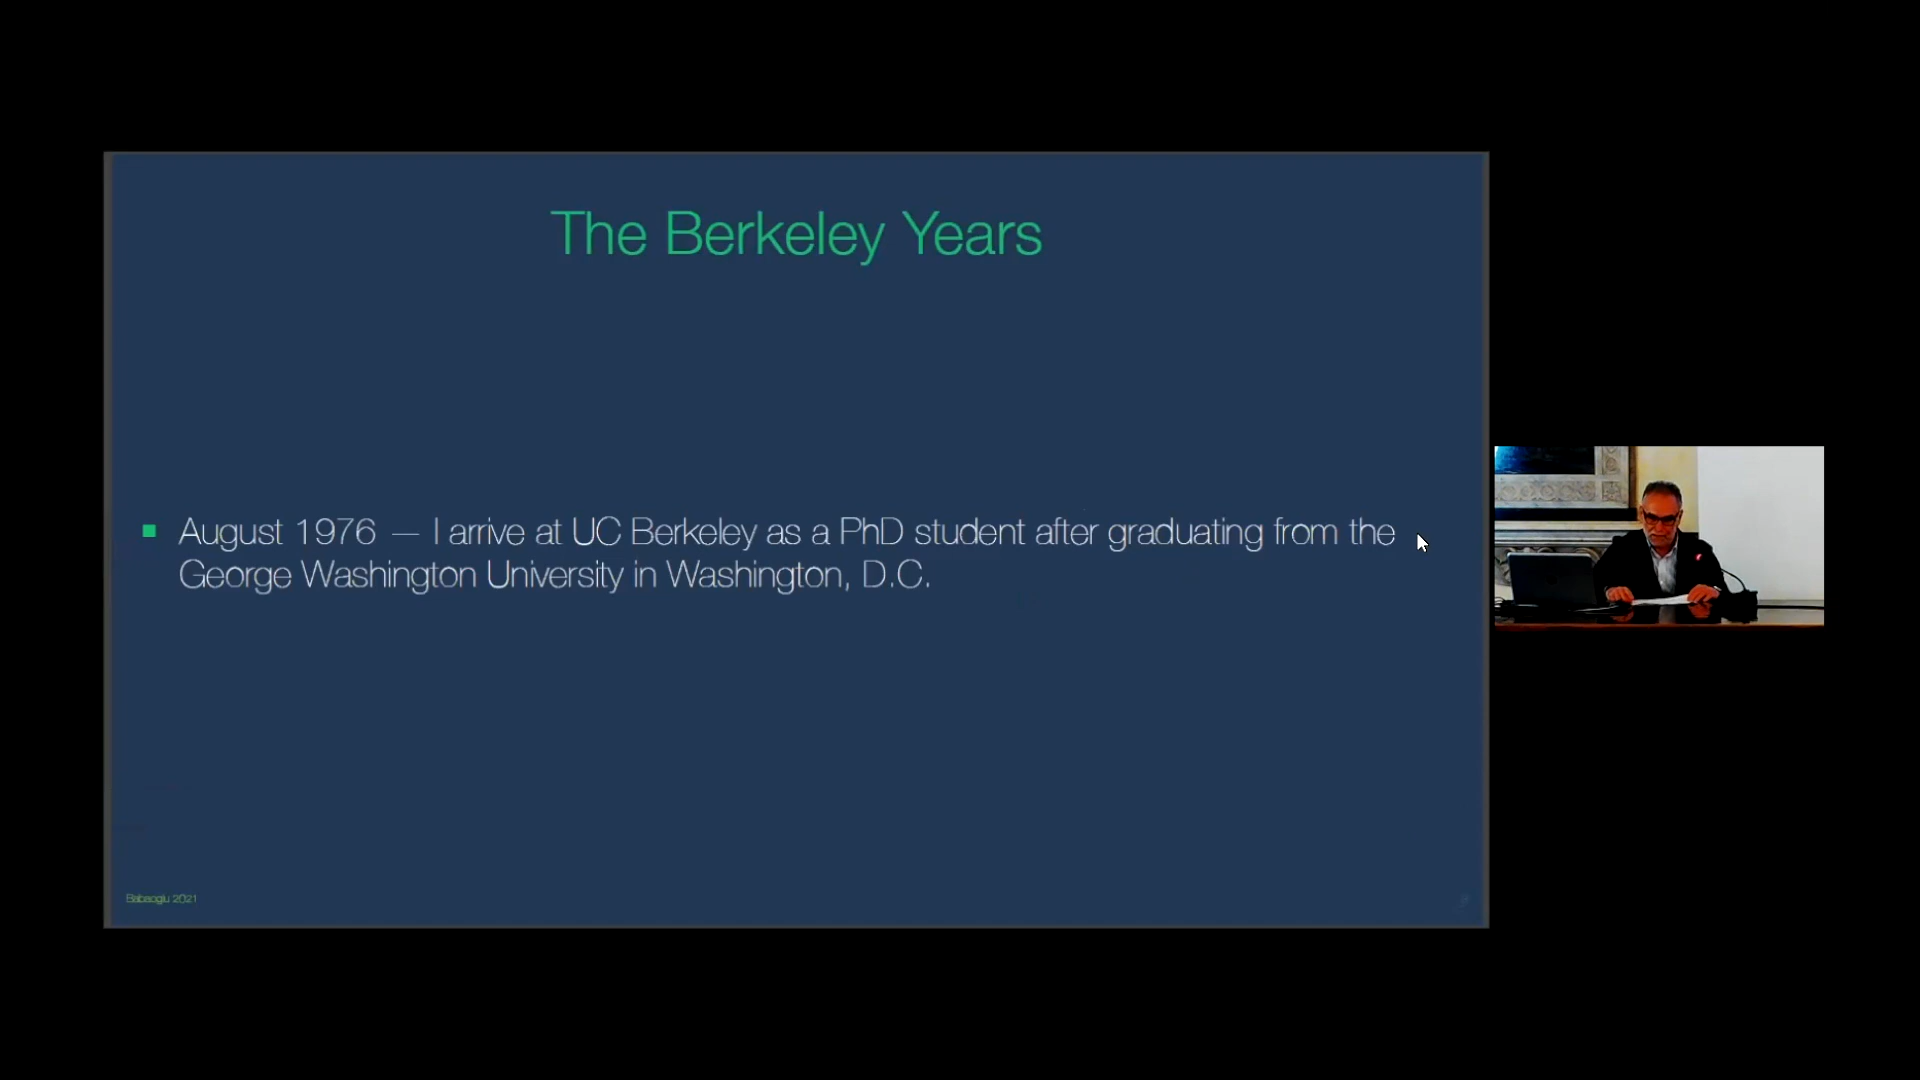 The Berkeley Years
August 1976 — I arrive at UC Berkeley as a PhD student after graduating from the
George Washington University in Washington, D.C.
Babaoglu 2021